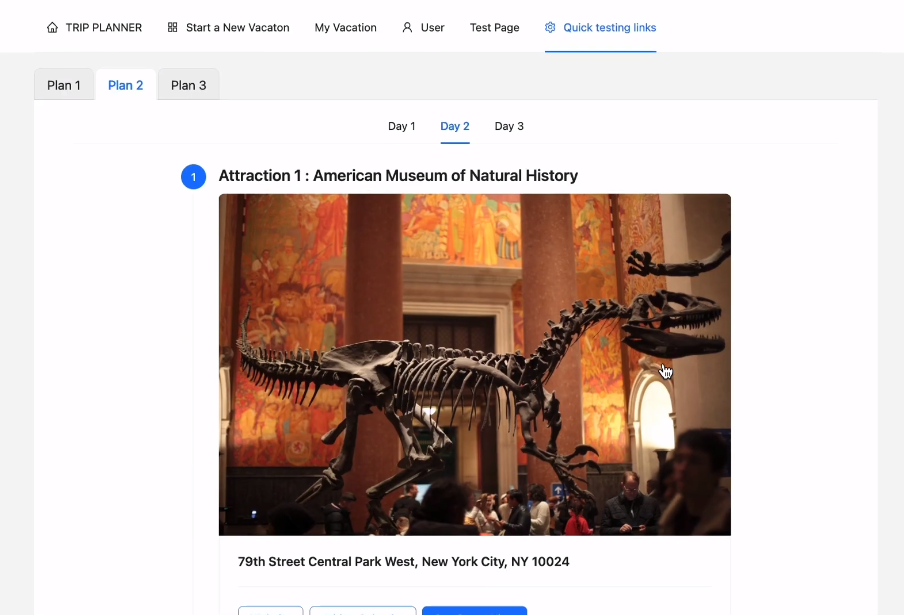 TRIP PLANNER Start a New Vacaton My Vacation User Test Page Quick testing links
Plan 1 Plan 2 Plan 3
Day 1 Day 2 Day 3
1 Attraction 1 : American Museum of Natural History
79th Street Central Park West, New York City, NY 10024